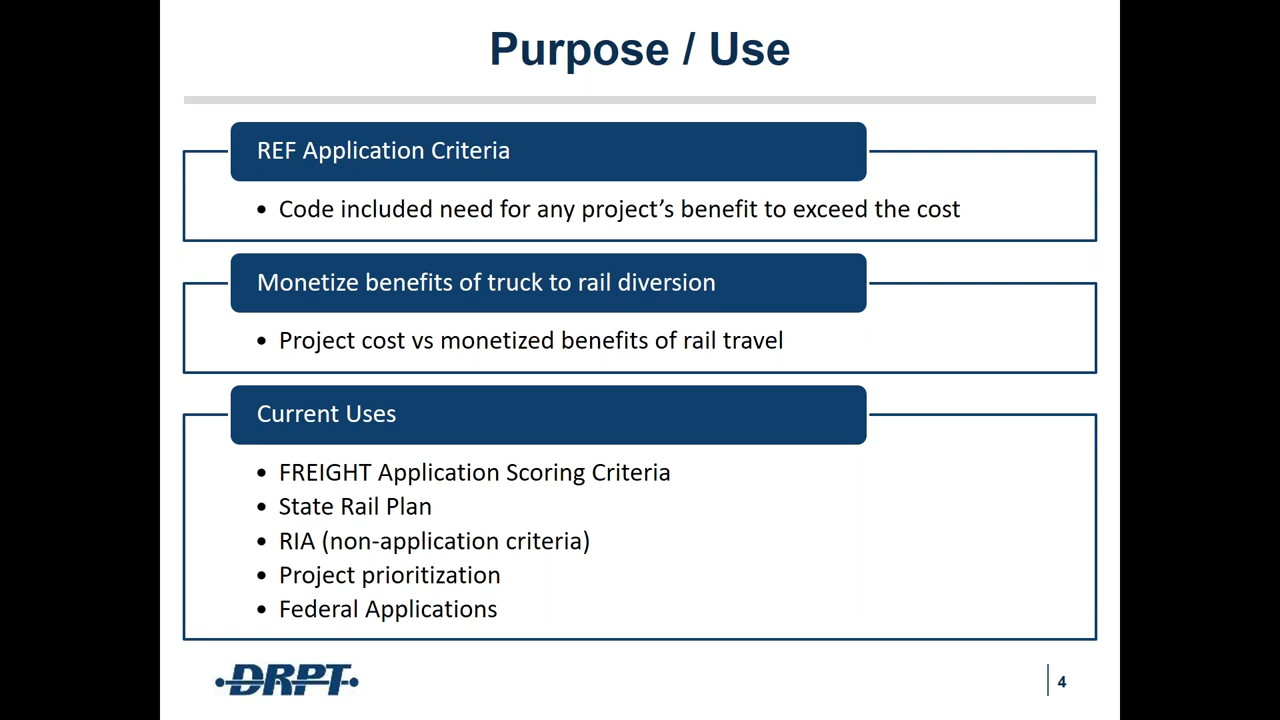 Purpose / Use
REF Application Criteria
• Code included need for any project’s benefit to exceed the cost
Monetize benefits of truck to rail diversion
• Project cost vs monetized benefits of rail travel
Current Uses
• FREIGHT Application Scoring Criteria
• State Rail Plan
• RIA (non-application criteria)
• Project prioritization
• Federal Applications
DRPT
4